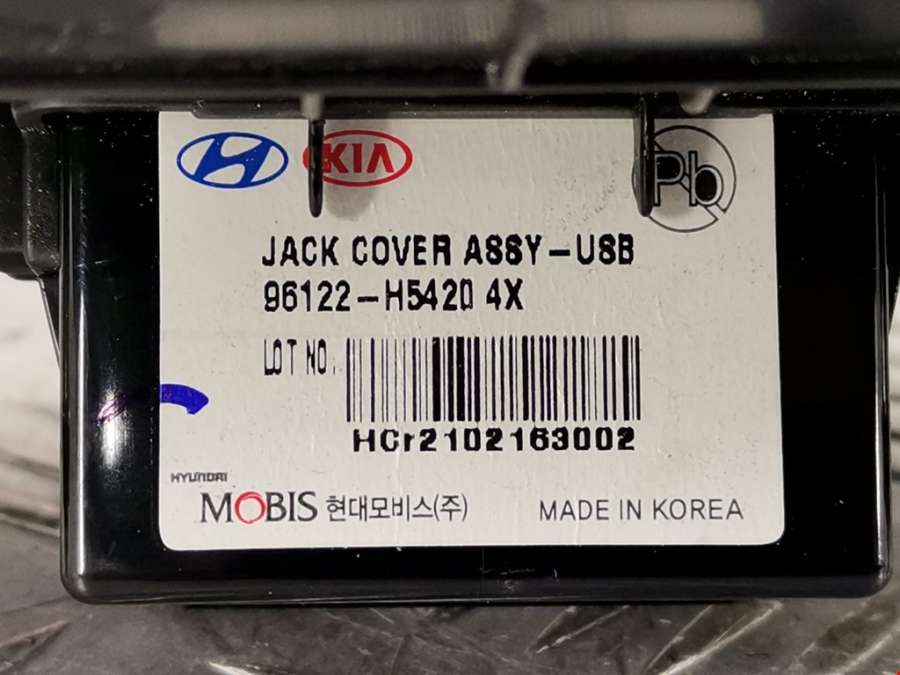 KIA
Pb
JACK COVER ASSY-USB
96122-H5420 4X
LOT NO.
HCr2102163002
HYUNDAI
MOBIS 현대모비스(주)
MADE IN KOREA